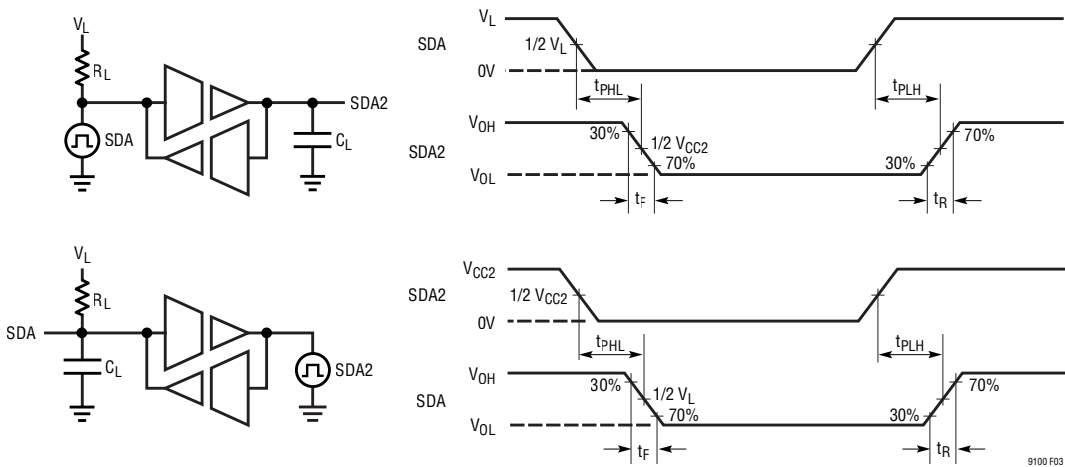 VL
RL
SDA
SDA2
CL
SDA
VL
1/2 VL
0V
tPHL
tPLH
SDA2
VOH
30%
1/2 VCC2
70%
VOL
tF
30%
70%
tR
VL
RL
SDA
CL
SDA2
SDA2
VCC2
1/2 VCC2
0V
tPHL
tPLH
SDA
VOH
30%
1/2 VL
70%
VOL
tF
30%
70%
tR
9100 F03